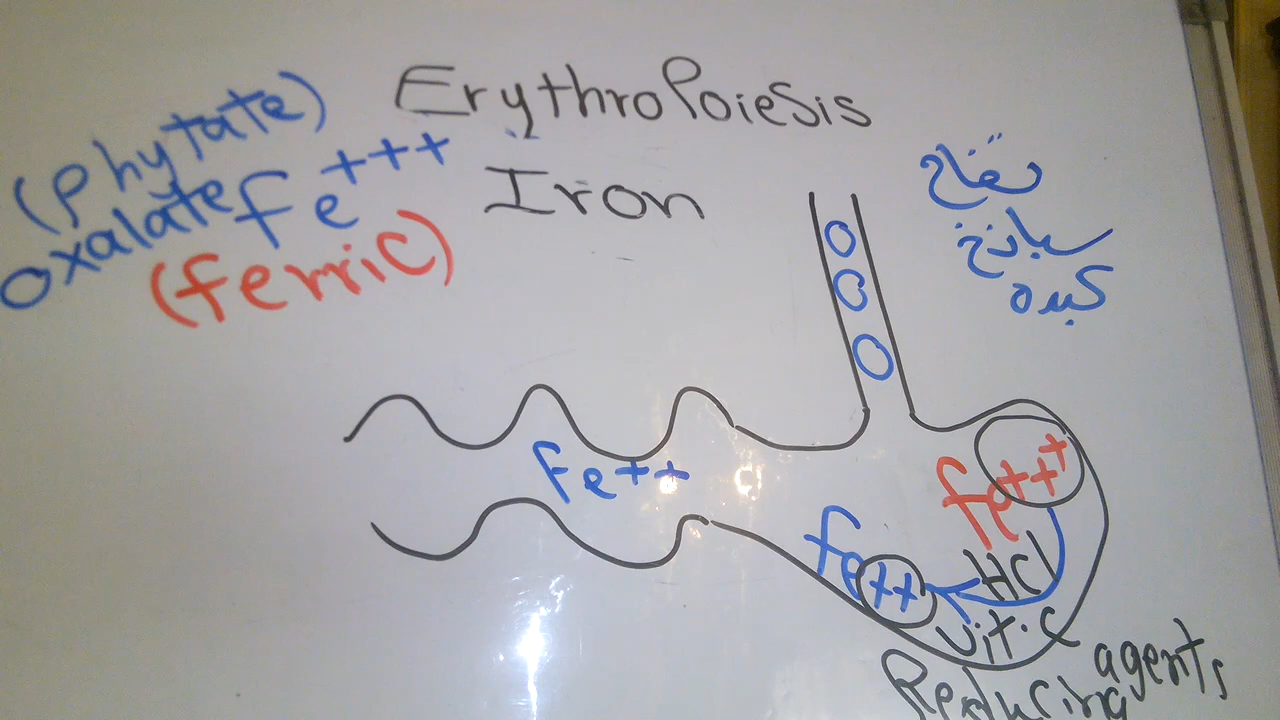 Erythropoiesis
Iron
(phytate)
oxalate Fe+++
(ferric)
تفاح
سبانخ
كبده
Fe++
Fe+++
HCl
Fe++
vit.C
Reducing agents